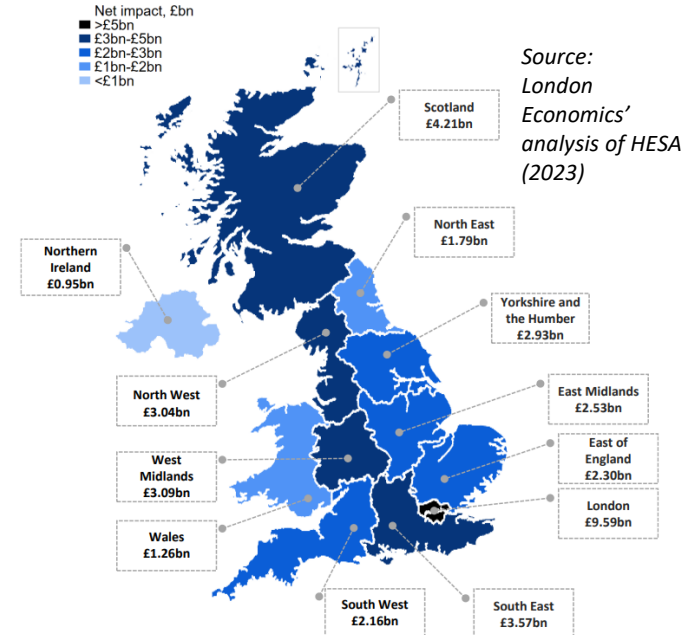 Net impact, £bn
>£5bn
£3bn-£5bn
£2bn-£3bn
£1bn-£2bn
<£1bn
Source:
London
Economics’
analysis of HESA
(2023)
Scotland
£4.21bn
North East
£1.79bn
Northern
Ireland
£0.95bn
Yorkshire and
the Humber
£2.93bn
North West
£3.04bn
East Midlands
£2.53bn
West
Midlands
£3.09bn
East of
England
£2.30bn
London
£9.59bn
Wales
£1.26bn
South West
£2.16bn
South East
£3.57bn